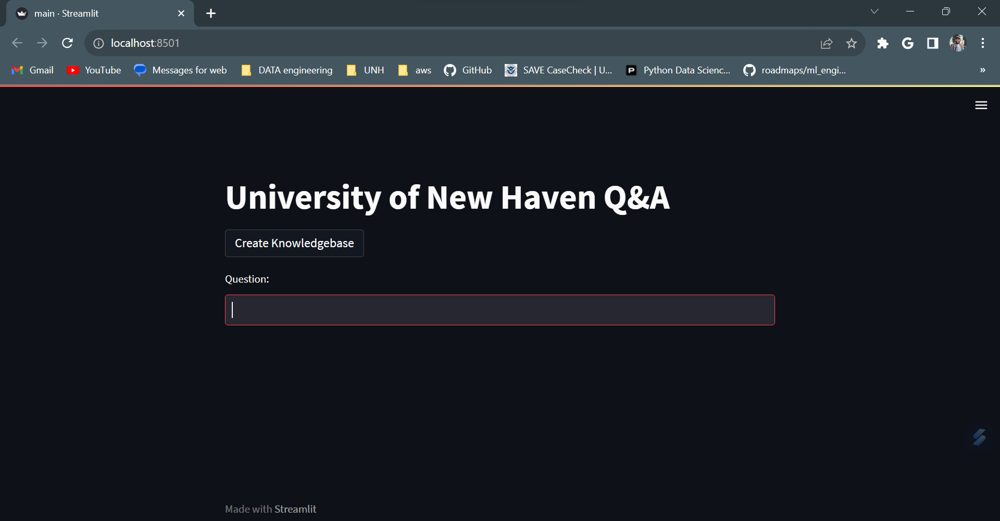 main · Streamlit
localhost:8501
Gmail YouTube Messages for web DATA engineering UNH aws GitHub SAVE CaseCheck | U... Python Data Scienc... roadmaps/ml_engi... »
University of New Haven Q&A
Create Knowledgebase
Question:
Made with Streamlit